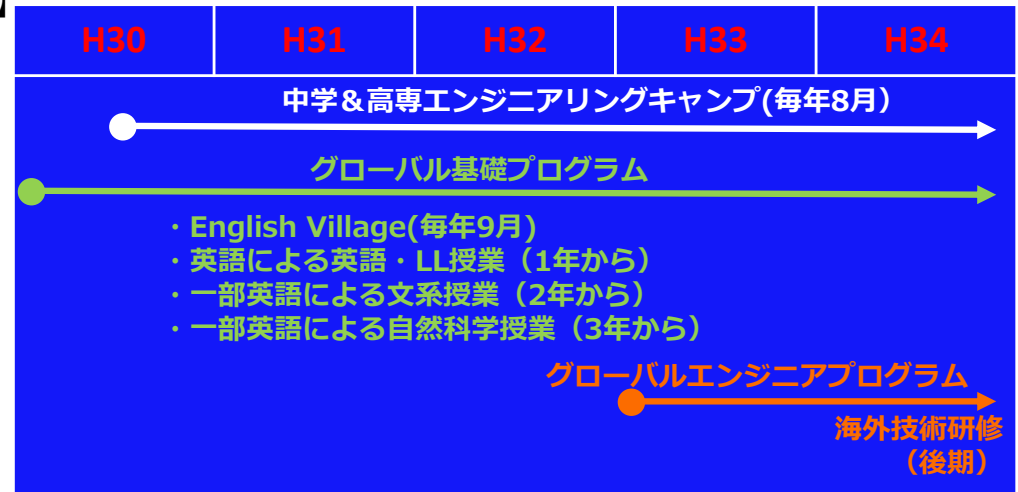 H30 H31 H32 H33 H34
中学＆高専エンジニアリングキャンプ(毎年8月）
グローバル基礎プログラム
・English Village(毎年9月)
・英語による英語・LL授業（1年から）
・一部英語による文系授業（2年から）
・一部英語による自然科学授業（3年から）
グローバルエンジニアプログラム
海外技術研修
（後期）